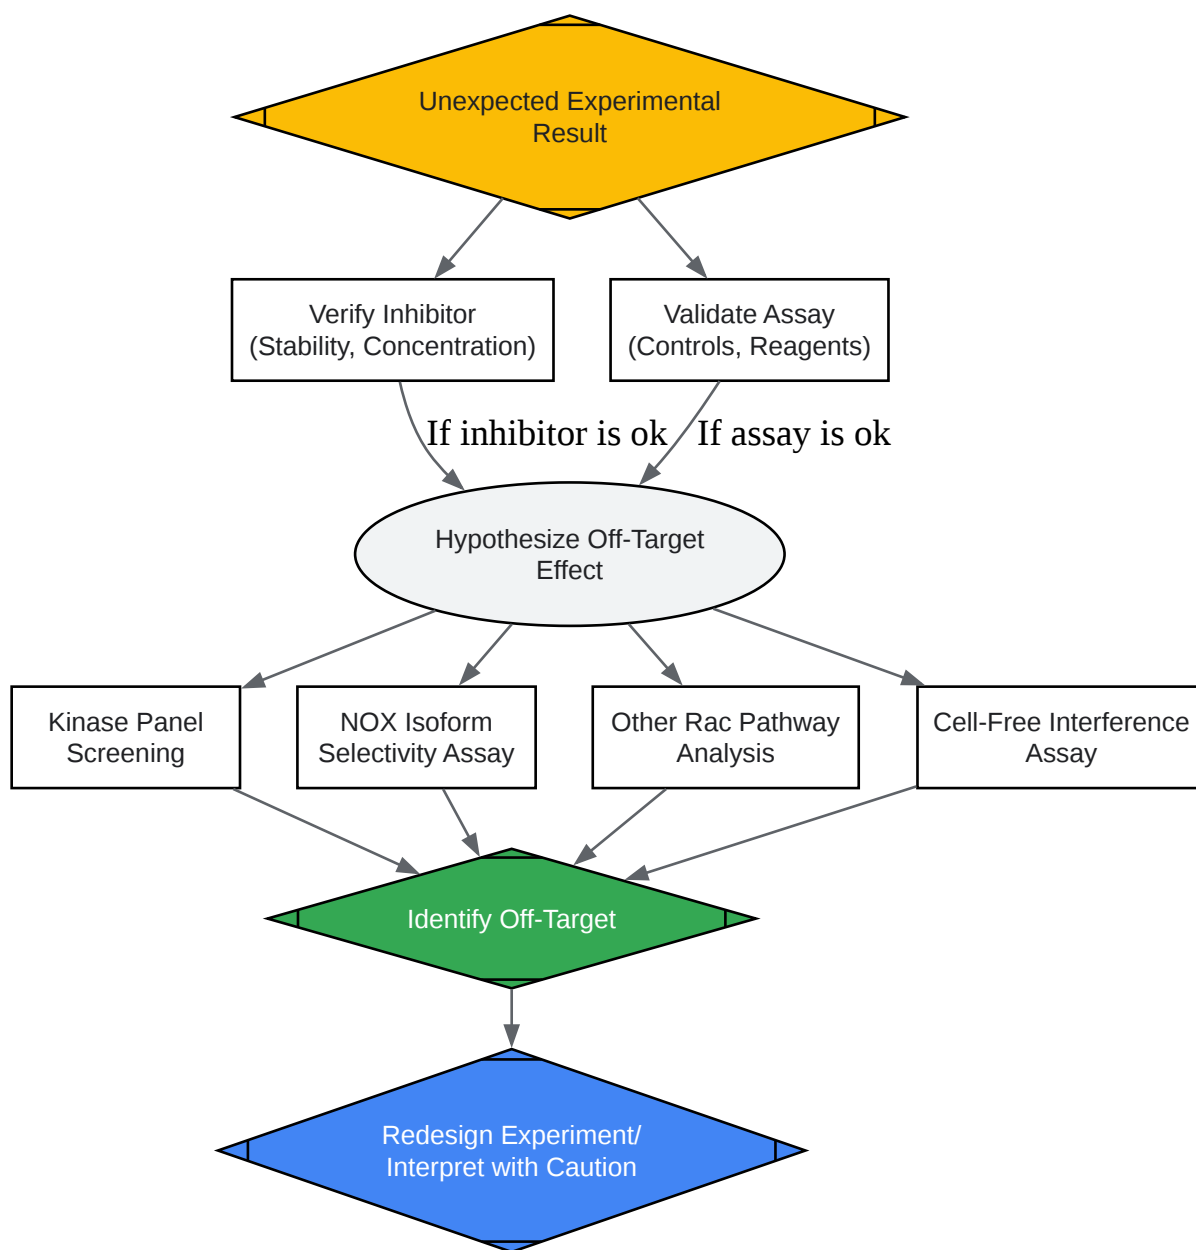 Unexpected Experimental
Result
Verify Inhibitor
(Stability, Concentration)
Validate Assay
(Controls, Reagents)
If inhibitor is ok
If assay is ok
Hypothesize Off-Target
Effect
Kinase Panel
Screening
NOX Isoform
Selectivity Assay
Other Rac Pathway
Analysis
Cell-Free Interference
Assay
Identify Off-Target
Redesign Experiment/
Interpret with Caution